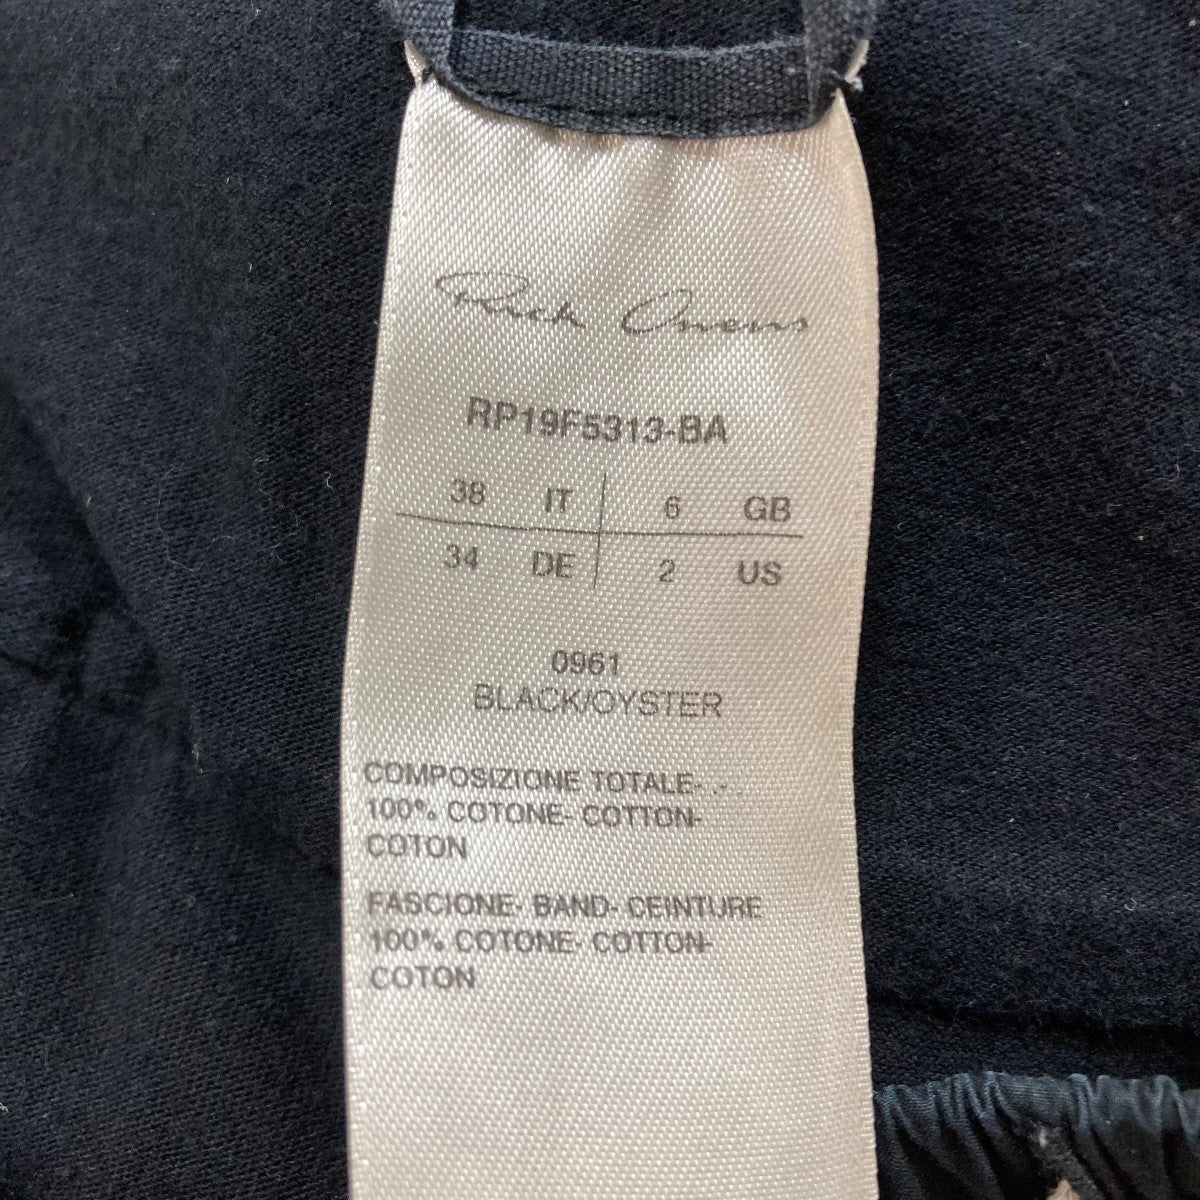 Rick Owens
RP19F5313-BA
38 IT 6 GB
34 DE 2 US
0961
BLACK/OYSTER
COMPOSIZIONE TOTALE- .-
100% COTONE- COTTON-
COTON
FASCIONE- BAND- CEINTURE
100% COTONE- COTTON-
COTON